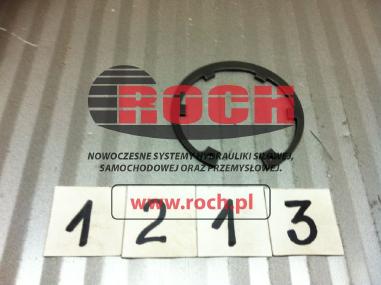 ROCH
NOWOCZESNE SYSTEMY HYDRAULIKI SIŁOWEJ,
SAMOCHODOWEJ ORAZ PRZEMYSŁOWEJ.
www.roch.pl
1 2 1 3